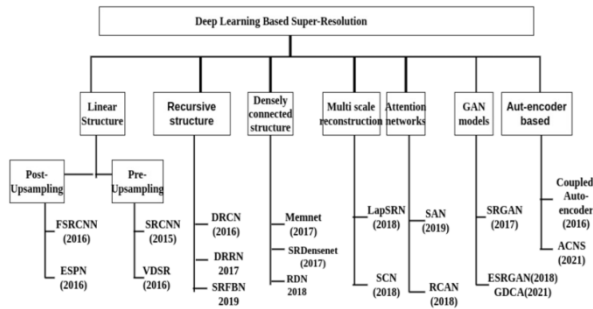 Deep Learning Based Super-Resolution
Linear
Structure
Recursive
structure
Densely
connected
structure
Multi scale
reconstruction
Attention
networks
GAN
models
Aut-encoder
based
Post-
Upsampling
Pre-
Upsampling
FSRCNN
(2016)
ESPN
(2016)
SRCNN
(2015)
VDSR
(2016)
DRCN
(2016)
DRRN
2017
SRFBN
2019
Memnet
(2017)
SRDensenet
(2017)
RDN
2018
LapSRN
(2018)
SCN
(2018)
SAN
(2019)
RCAN
(2018)
SRGAN
(2017)
ESRGAN(2018)
GDCA(2021)
Coupled
Auto-
encoder
(2016)
ACNS
(2021)